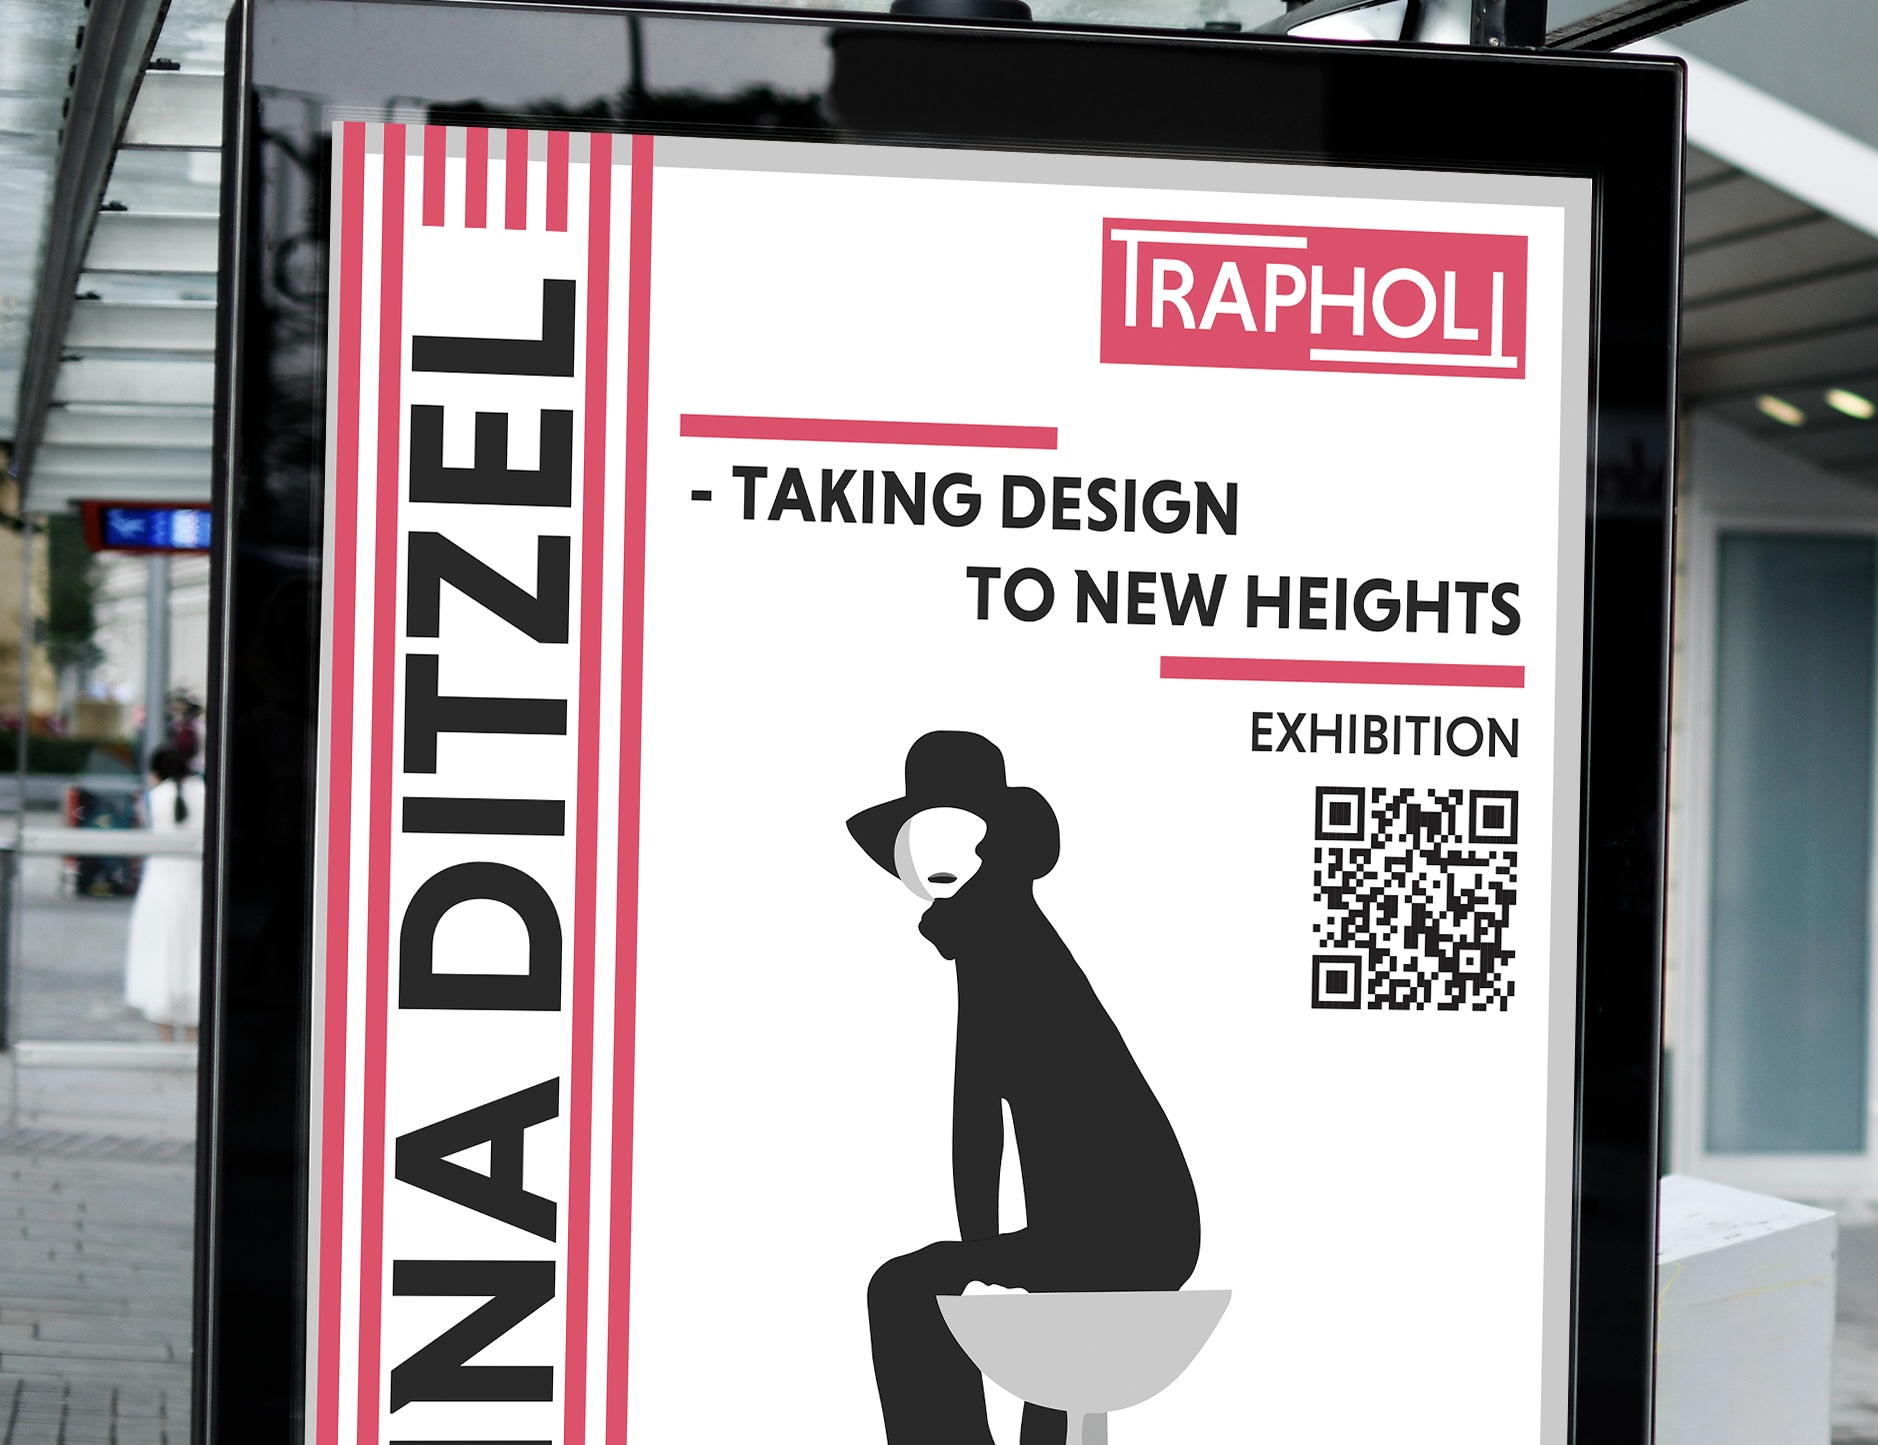 NA DITZEL
TRAPHOLT
- TAKING DESIGN
TO NEW HEIGHTS
EXHIBITION